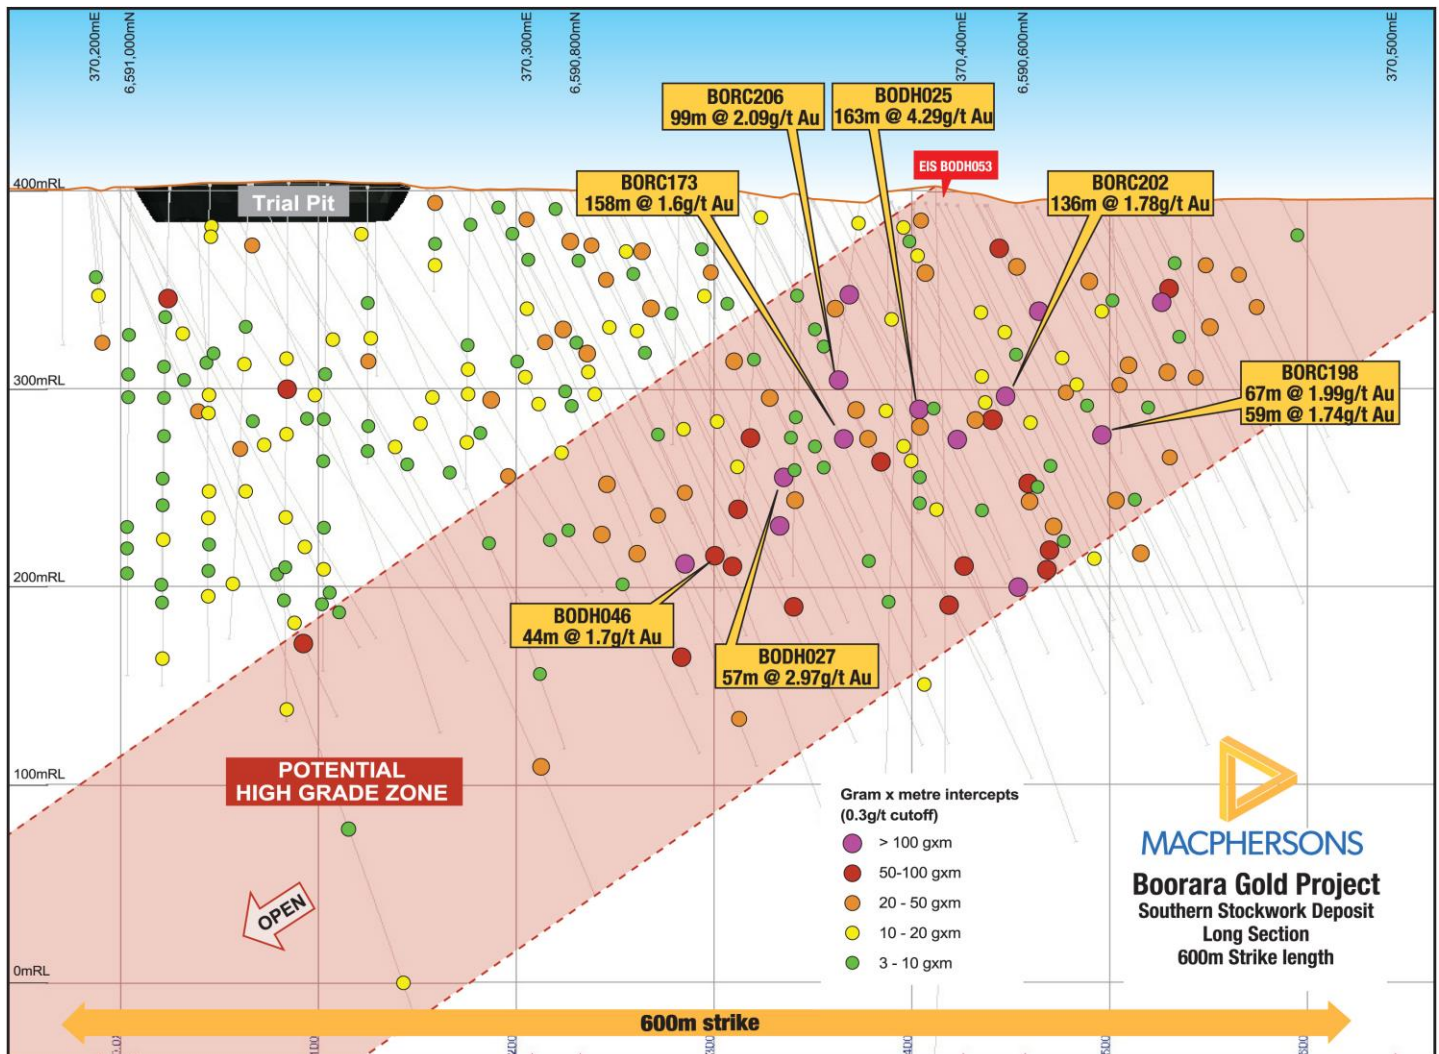 370,200mE
6,591,000mN
370,300mE
6,590,800mN
370,400mE
6,590,600mN
370,500mE
BORC206
99m @ 2.09g/t Au
BODH025
163m @ 4.29g/t Au
EIS BODH053
BORC173
158m @ 1.6g/t Au
BORC202
136m @ 1.78g/t Au
400mRL
Trial Pit
300mRL
BORC198
67m @ 1.99g/t Au
59m @ 1.74g/t Au
200mRL
BODH046
44m @ 1.7g/t Au
BODH027
57m @ 2.97g/t Au
100mRL
POTENTIAL
HIGH GRADE ZONE
OPEN
0mRL
Gram x metre intercepts
(0.3g/t cutoff)
> 100 gxm
50-100 gxm
20 - 50 gxm
10 - 20 gxm
3 - 10 gxm
MACPHERSONS
Boorara Gold Project
Southern Stockwork Deposit
Long Section
600m Strike length
600m strike